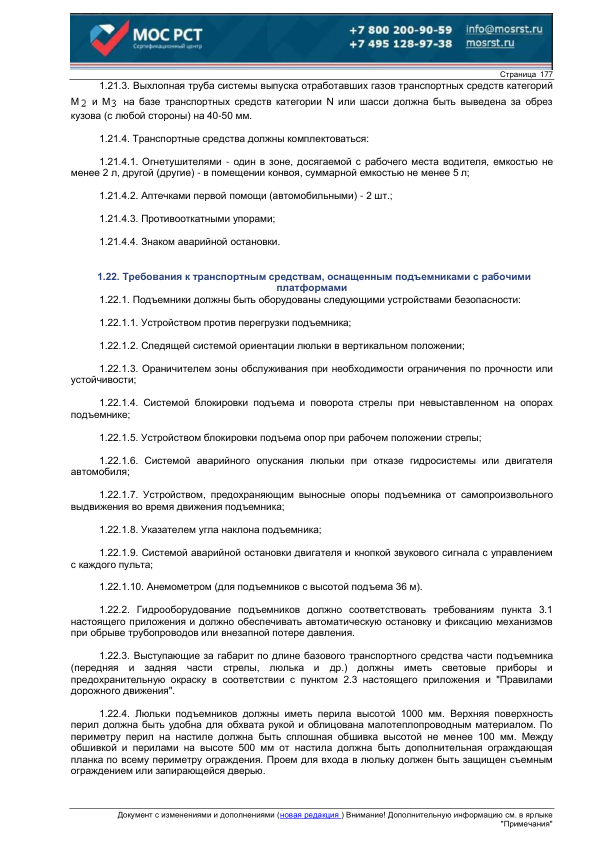 МОС РСТ
Сертификационный центр
+7 800 200-90-59 info@mosrst.ru
+7 495 128-97-38 mosrst.ru
Страница 177
1.21.3. Выхлопная труба системы выпуска отработавших газов транспортных средств категорий
M2 и M3 на базе транспортных средств категории N или шасси должна быть выведена за обрез
кузова (с любой стороны) на 40-50 мм.
1.21.4. Транспортные средства должны комплектоваться:
1.21.4.1. Огнетушителями - один в зоне, досягаемой с рабочего места водителя, емкостью не
менее 2 л, другой (другие) - в помещении конвоя, суммарной емкостью не менее 5 л;
1.21.4.2. Аптечками первой помощи (автомобильными) - 2 шт.;
1.21.4.3. Противооткатными упорами;
1.21.4.4. Знаком аварийной остановки.
1.22. Требования к транспортным средствам, оснащенным подъемниками с рабочими
платформами
1.22.1. Подъемники должны быть оборудованы следующими устройствами безопасности:
1.22.1.1. Устройством против перегрузки подъемника;
1.22.1.2. Следящей системой ориентации люльки в вертикальном положении;
1.22.1.3. Ограничителем зоны обслуживания при необходимости ограничения по прочности или
устойчивости;
1.22.1.4. Системой блокировки подъема и поворота стрелы при невыставленном на опорах
подъемнике;
1.22.1.5. Устройством блокировки подъема опор при рабочем положении стрелы;
1.22.1.6. Системой аварийного опускания люльки при отказе гидросистемы или двигателя
автомобиля;
1.22.1.7. Устройством, предохраняющим выносные опоры подъемника от самопроизвольного
выдвижения во время движения подъемника;
1.22.1.8. Указателем угла наклона подъемника;
1.22.1.9. Системой аварийной остановки двигателя и кнопкой звукового сигнала с управлением
с каждого пульта;
1.22.1.10. Анемометром (для подъемников с высотой подъема 36 м).
1.22.2. Гидрооборудование подъемников должно соответствовать требованиям пункта 3.1
настоящего приложения и должно обеспечивать автоматическую остановку и фиксацию механизмов
при обрыве трубопроводов или внезапной потере давления.
1.22.3. Выступающие за габарит по длине базового транспортного средства части подъемника
(передняя и задняя части стрелы, люлька и др.) должны иметь световые приборы и
предохранительную окраску в соответствии с пунктом 2.3 настоящего приложения и "Правилами
дорожного движения".
1.22.4. Люльки подъемников должны иметь перила высотой 1000 мм. Верхняя поверхность
перил должна быть удобна для обхвата рукой и облицована малотеплопроводным материалом. По
периметру перил на настиле должна быть сплошная обшивка высотой не менее 100 мм. Между
обшивкой и перилами на высоте 500 мм от настила должна быть дополнительная ограждающая
планка по всему периметру ограждения. Проем для входа в люльку должен быть защищен съемным
ограждением или запирающейся дверью.
Документ с изменениями и дополнениями (новая редакция ) Внимание! Дополнительную информацию см. в ярлыке
"Примечания"